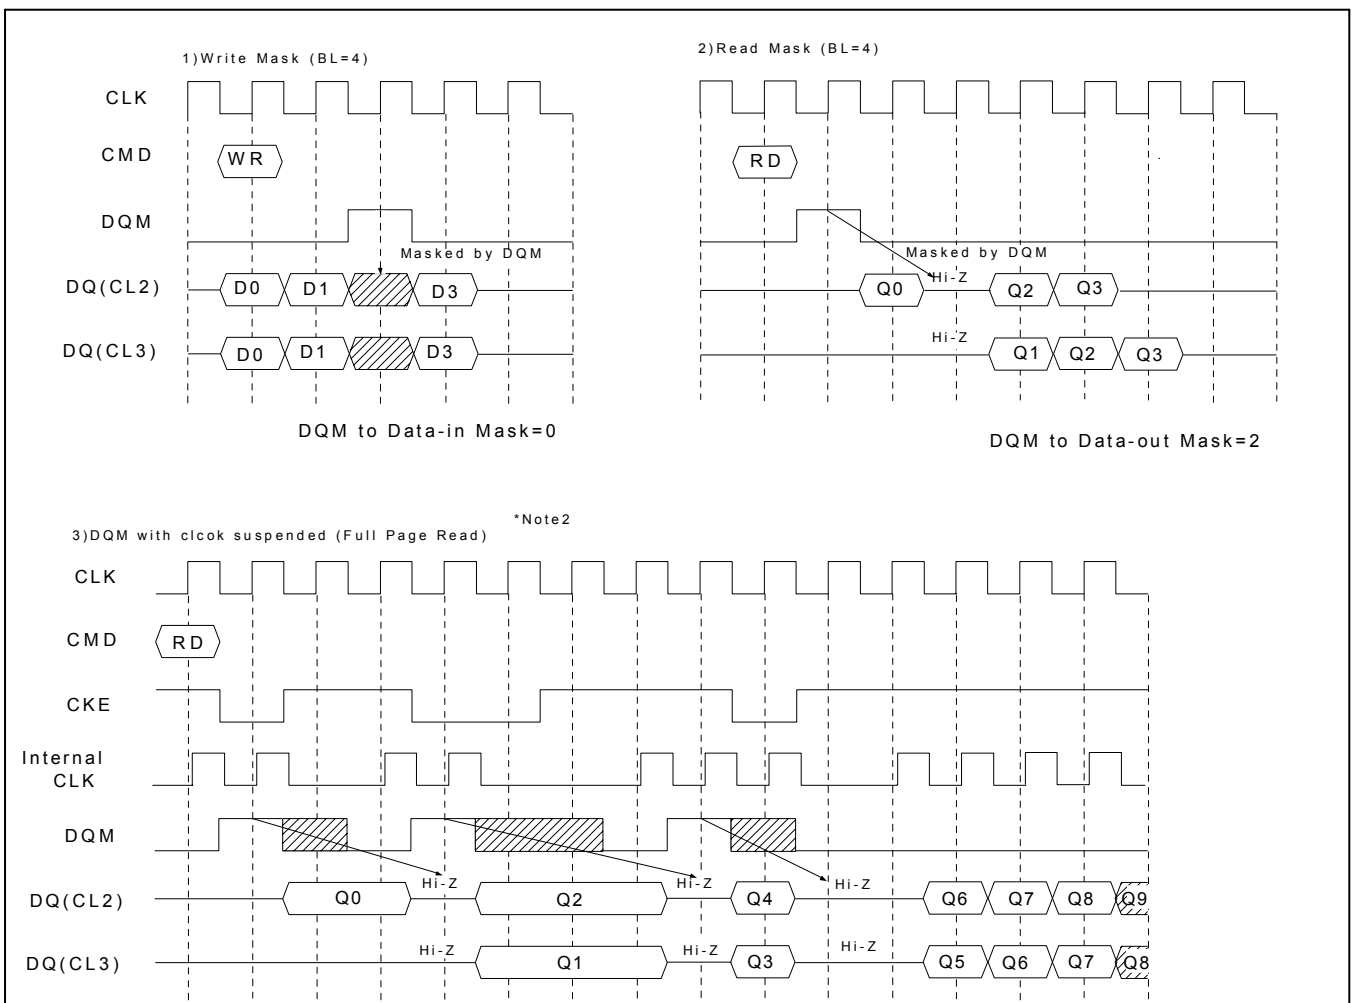 1)Write Mask (BL=4)
CLK
CMD
WR
DQM
Masked by DQM
DQ(CL2)
D0 D1 D3
DQ(CL3)
D0 D1 D3
DQM to Data-in Mask=0
2)Read Mask (BL=4)
RD
Masked by DQM
Hi-Z
Q0 Q2 Q3
Hi-Z
Q1 Q2 Q3
DQM to Data-out Mask=2
*Note2
3)DQM with clcok suspended (Full Page Read)
CLK
CMD
RD
CKE
Internal
CLK
DQM
Hi-Z Hi-Z Hi-Z
DQ(CL2)
Q0 Q2 Q4 Q6 Q7 Q8 Q9
Hi-Z Hi-Z Hi-Z
DQ(CL3)
Q1 Q3 Q5 Q6 Q7 Q8